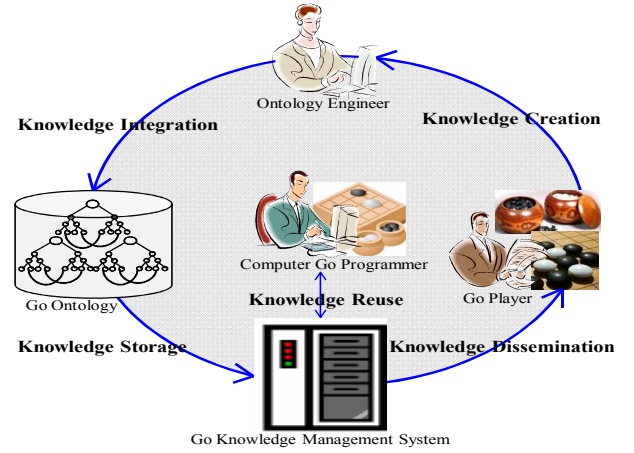 Ontology Engineer
Knowledge Integration
Knowledge Creation
Computer Go Programmer
Go Player
Go Ontology
Knowledge Reuse
Knowledge Storage
Knowledge Dissemination
Go Knowledge Management System